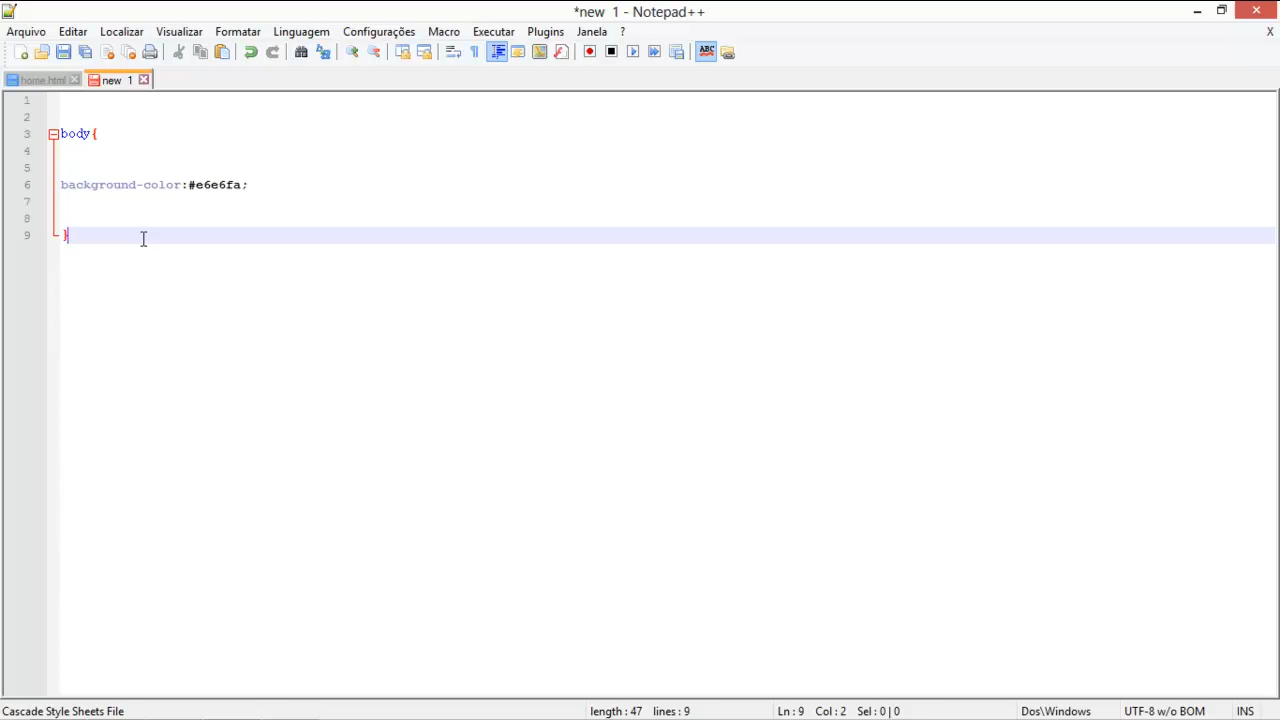 *new 1 - Notepad++
Arquivo Editar Localizar Visualizar Formatar Linguagem Configurações Macro Executar Plugins Janela ? X
ABC
home.html new 1
1
2
3 body{
4
5
6 background-color:#e6e6fa;
7
8
9 }
Cascade Style Sheets File length : 47 lines : 9 Ln : 9 Col : 2 Sel : 0 | 0 Dos\Windows UTF-8 w/o BOM INS